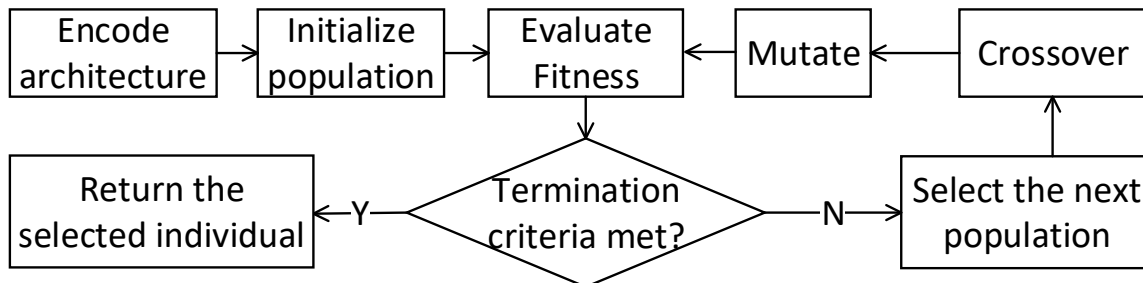 Encode
architecture
Initialize
population
Evaluate
Fitness
Mutate
Crossover
Return the
selected individual
Y
Termination
criteria met?
N
Select the next
population